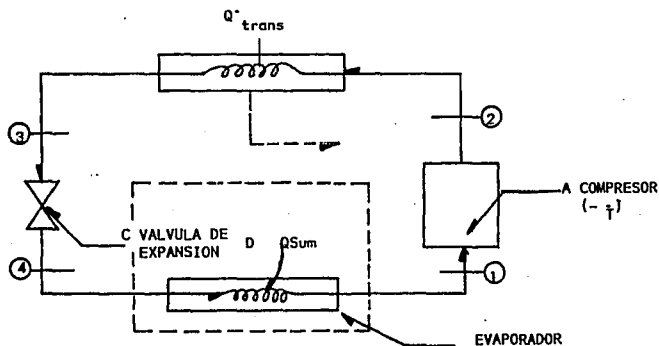 Q· trans
3
2
A COMPRESOR
(- Ṫ)
C VALVULA DE
EXPANSION
D QSum
4
1
EVAPORADOR